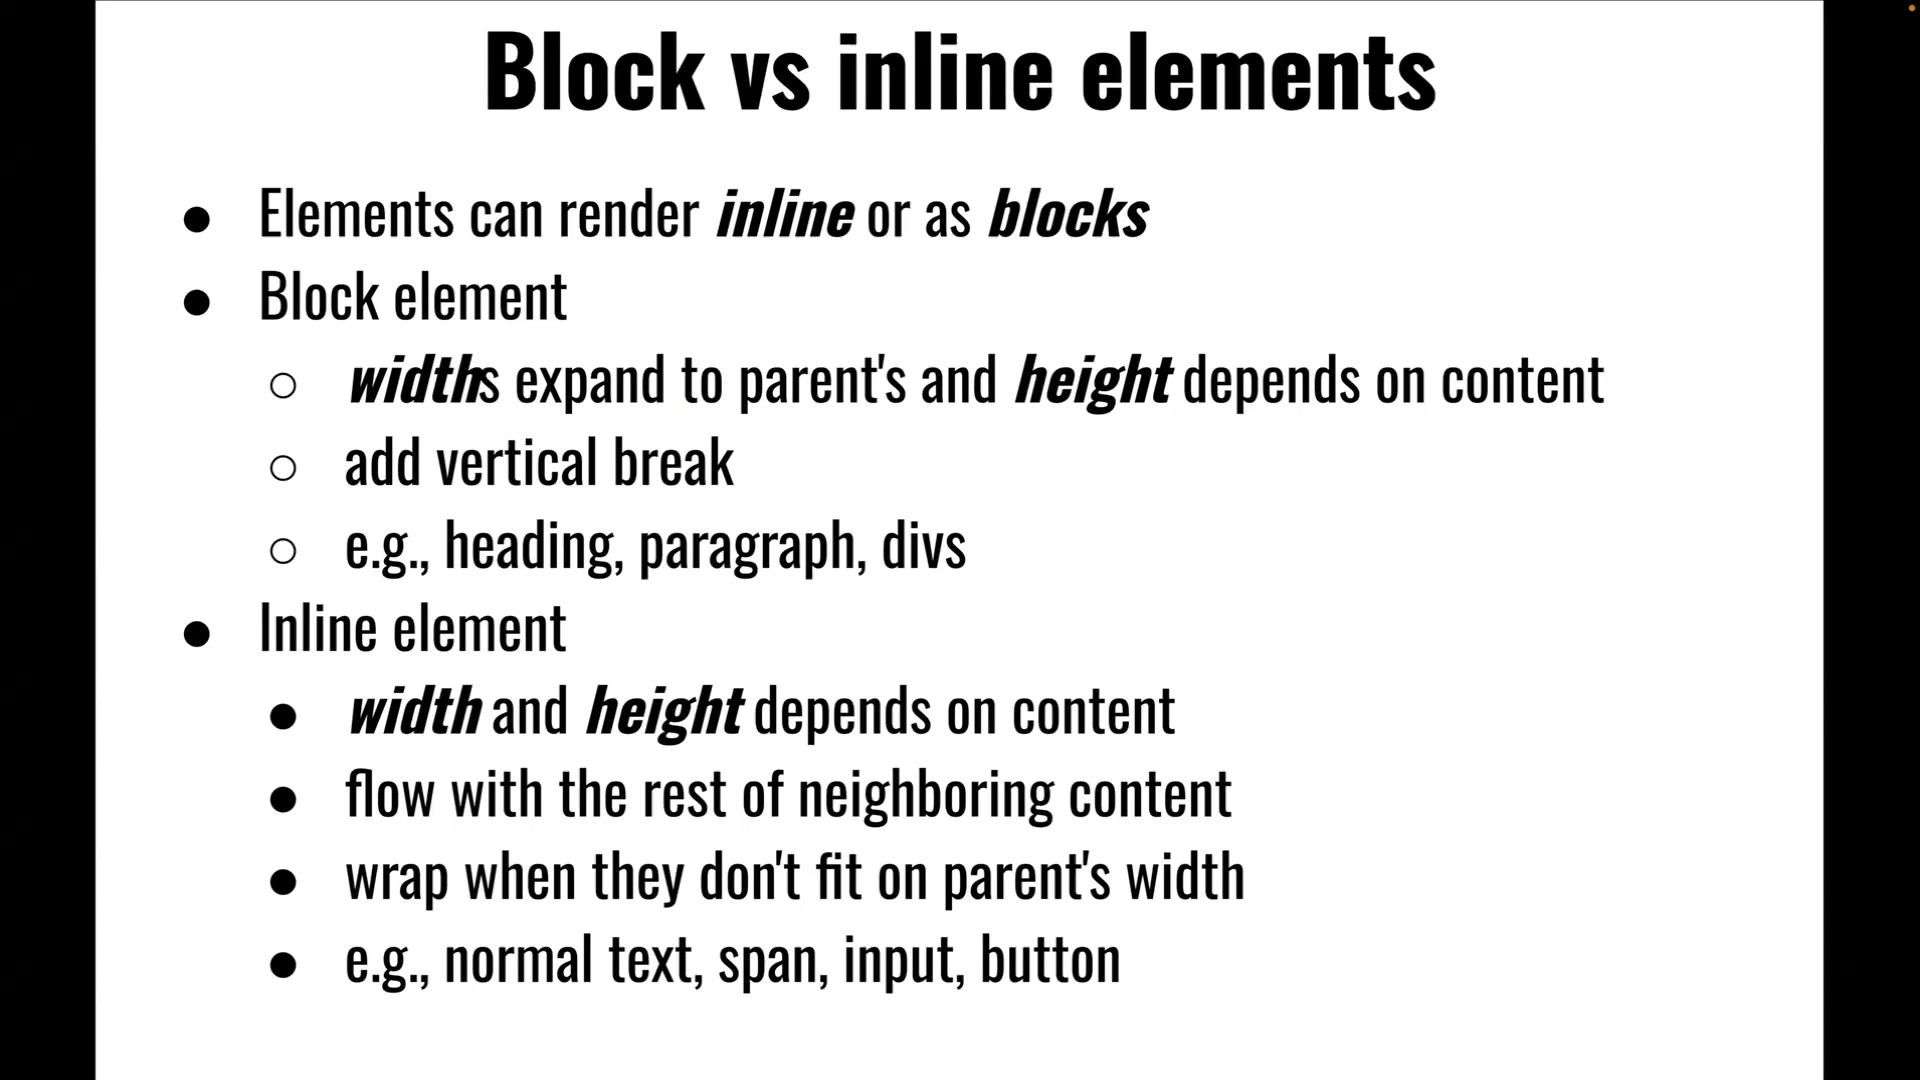 Block vs inline elements
● Elements can render inline or as blocks
● Block element
○ widths expand to parent's and height depends on content
○ add vertical break
○ e.g., heading, paragraph, divs
● Inline element
● width and height depends on content
● flow with the rest of neighboring content
● wrap when they don't fit on parent's width
● e.g., normal text, span, input, button